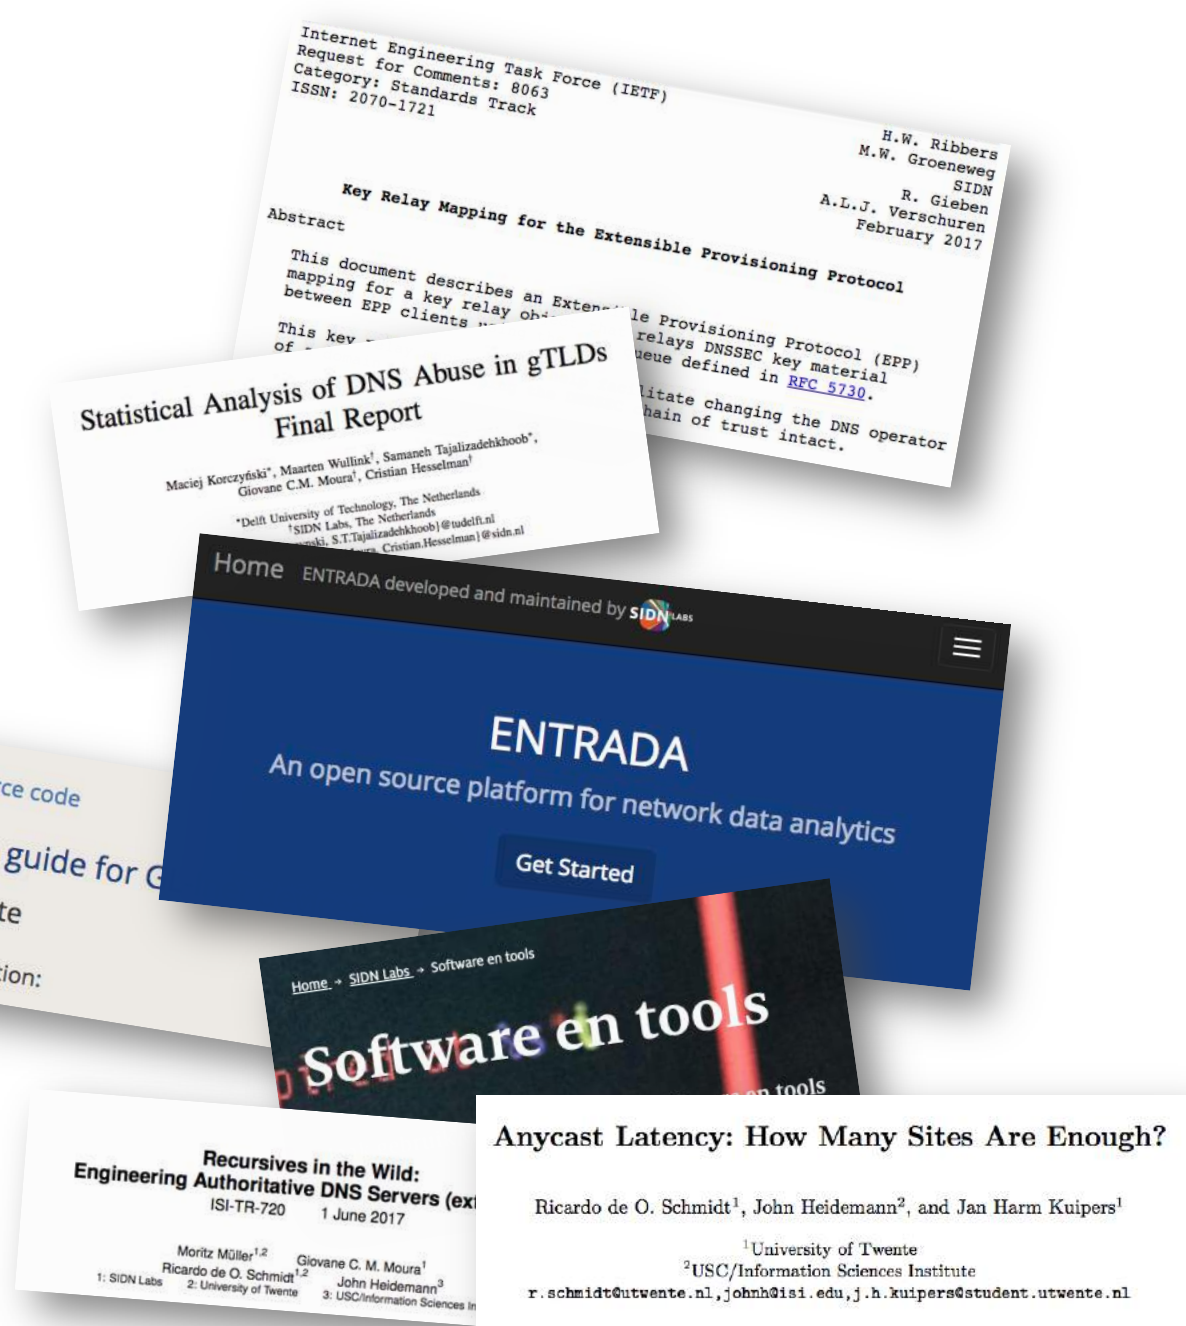 Internet Engineering Task Force (IETF)
Request for Comments: 8063
Category: Standards Track
ISSN: 2070-1721
H.W. Ribbers
M.W. Groeneweg
SIDN
R. Gieben
A.L.J. Verschuren
February 2017
Key Relay Mapping for the Extensible Provisioning Protocol
Abstract
This document describes an Extensible Provisioning Protocol (EPP)
mapping for a key relay relays DNSSEC key material
between EPP clients defined in RFC 5730.
This key
of
changing the DNS operator
of trust intact.
Statistical Analysis of DNS Abuse in gTLDs
Final Report
Maciej Korczyński*, Maarten Wullink†, Samaneh Tajalizadehkhoob*,
Giovane C.M. Moura†, Cristian Hesselman†
*Delft University of Technology, The Netherlands
†SIDN Labs, The Netherlands
S.T.Tajalizadehkhoob}@tudelft.nl
Cristian.Hesselman}@sidn.nl
Home ENTRADA developed and maintained by SIDN LABS
ENTRADA
An open source platform for network data analytics
Get Started
code
guide for
Home → SIDN Labs → Software en tools
Software en tools
en tools
Recursives in the Wild:
Engineering Authoritative DNS Servers
ISI-TR-720 1 June 2017
Moritz Müller1,2 Giovane C. M. Moura1
Ricardo de O. Schmidt1,2 John Heidemann3
1: SIDN Labs 2: University of Twente 3: USC/Information Sciences
Anycast Latency: How Many Sites Are Enough?
Ricardo de O. Schmidt1, John Heidemann2, and Jan Harm Kuipers1
1University of Twente
2USC/Information Sciences Institute
r.schmidt@utwente.nl,johnh@isi.edu,j.h.kuipers@student.utwente.nl